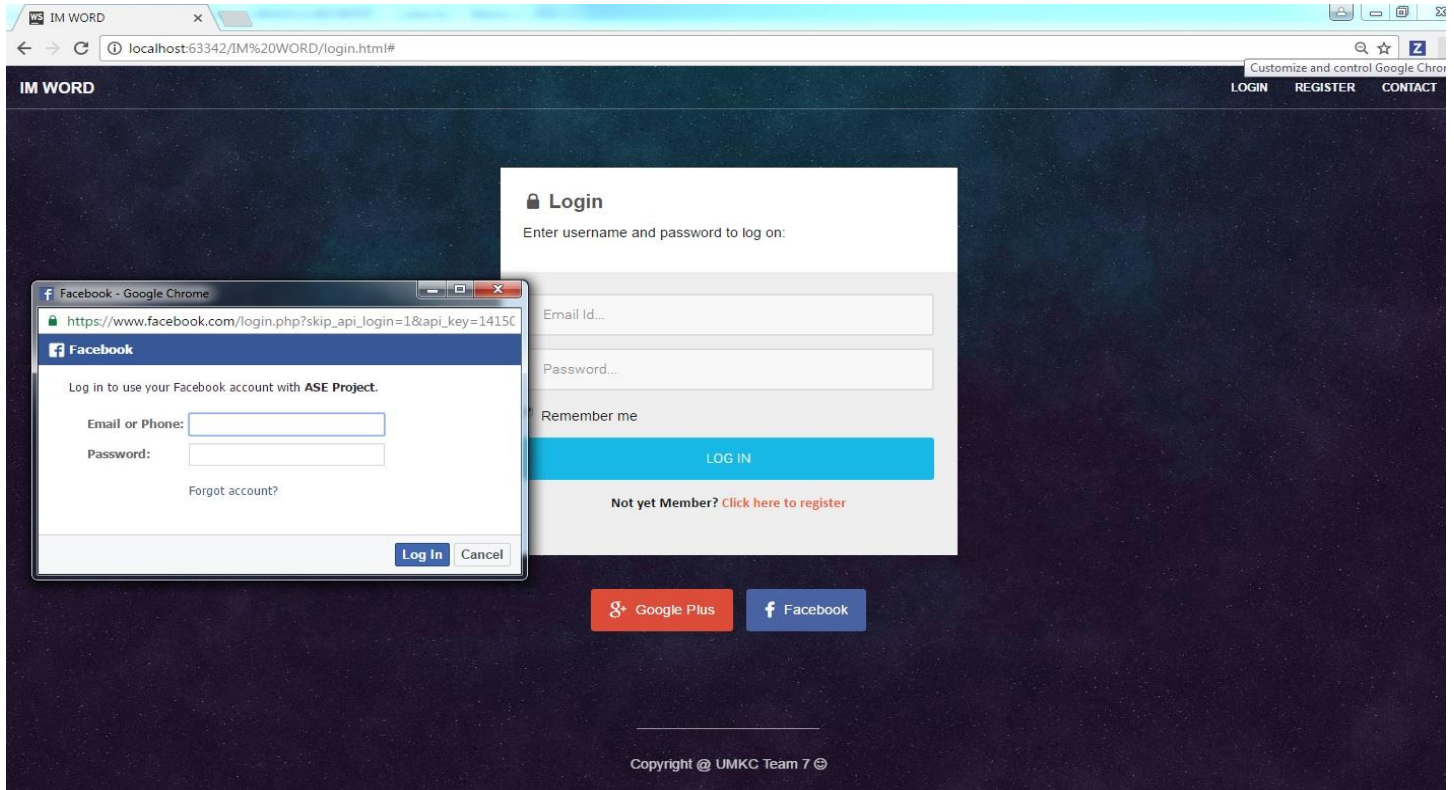 WS IM WORD
localhost:63342/IM%20WORD/login.html#
Z
Customize and control Google Chror
IM WORD
LOGIN REGISTER CONTACT
Login
Enter username and password to log on:
Facebook - Google Chrome
https://www.facebook.com/login.php?skip_api_login=1&api_key=1415C
Facebook
Log in to use your Facebook account with ASE Project.
Email or Phone:
Password:
Forgot account?
Log In Cancel
Email Id...
Password...
Remember me
LOG IN
Not yet Member? Click here to register
g+ Google Plus
f Facebook
Copyright @ UMKC Team 7